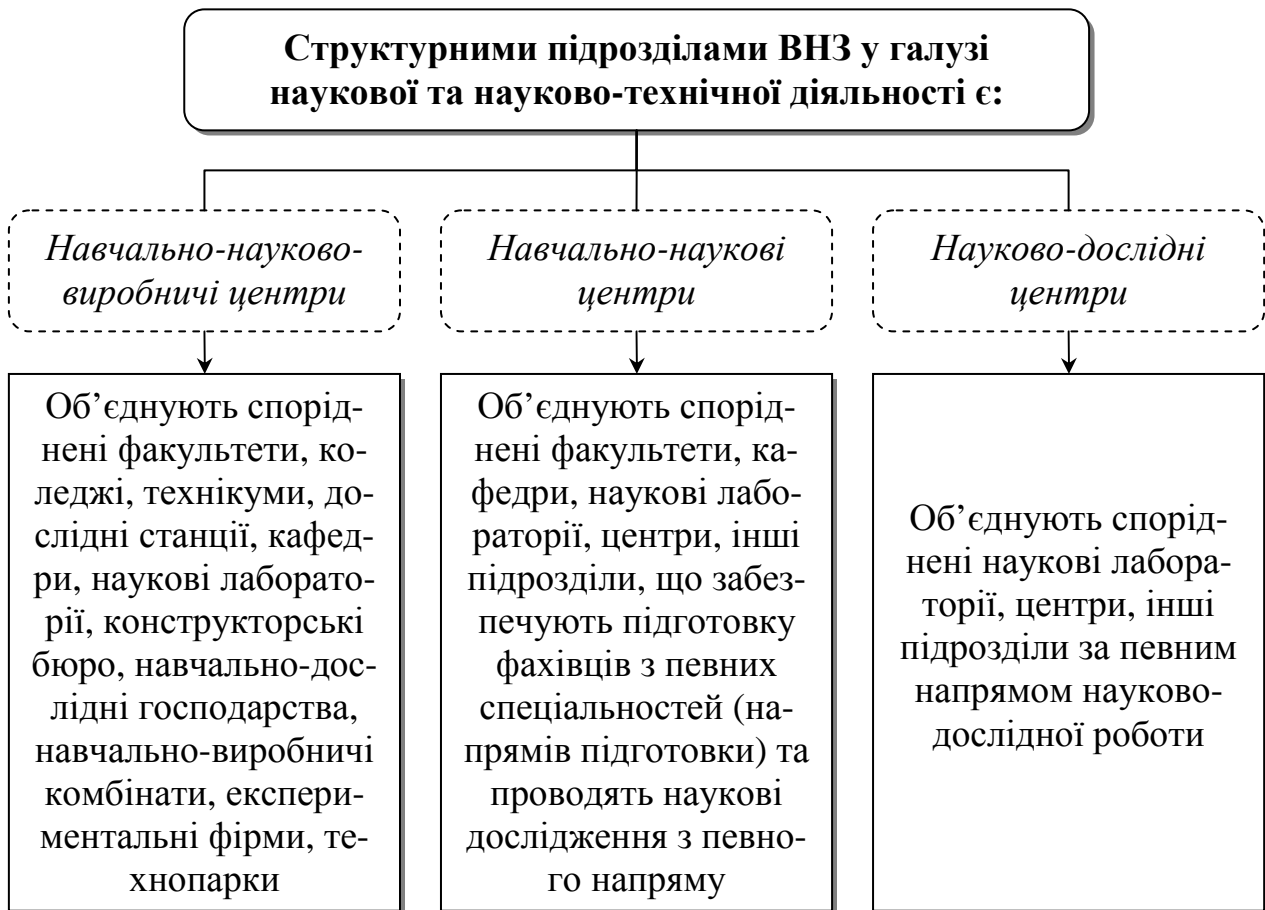 Структурними підрозділами ВНЗ у галузі
наукової та науково-технічної діяльності є:
Навчально-науково-
виробничі центри
Об’єднують спорід-
нені факультети, ко-
леджі, технікуми, до-
слідні станції, кафед-
ри, наукові лаборато-
рії, конструкторські
бюро, навчально-дос-
лідні господарства,
навчально-виробничі
комбінати, експери-
ментальні фірми, те-
хнопарки
Навчально-наукові
центри
Об’єднують спорід-
нені факультети, ка-
федри, наукові лабо-
раторії, центри, інші
підрозділи, що забез-
печують підготовку
фахівців з певних
спеціальностей (на-
прямів підготовки) та
проводять наукові
дослідження з певно-
го напряму
Науково-дослідні
центри
Об’єднують спорід-
нені наукові лабора-
торії, центри, інші
підрозділи за певним
напрямом науково-
дослідної роботи